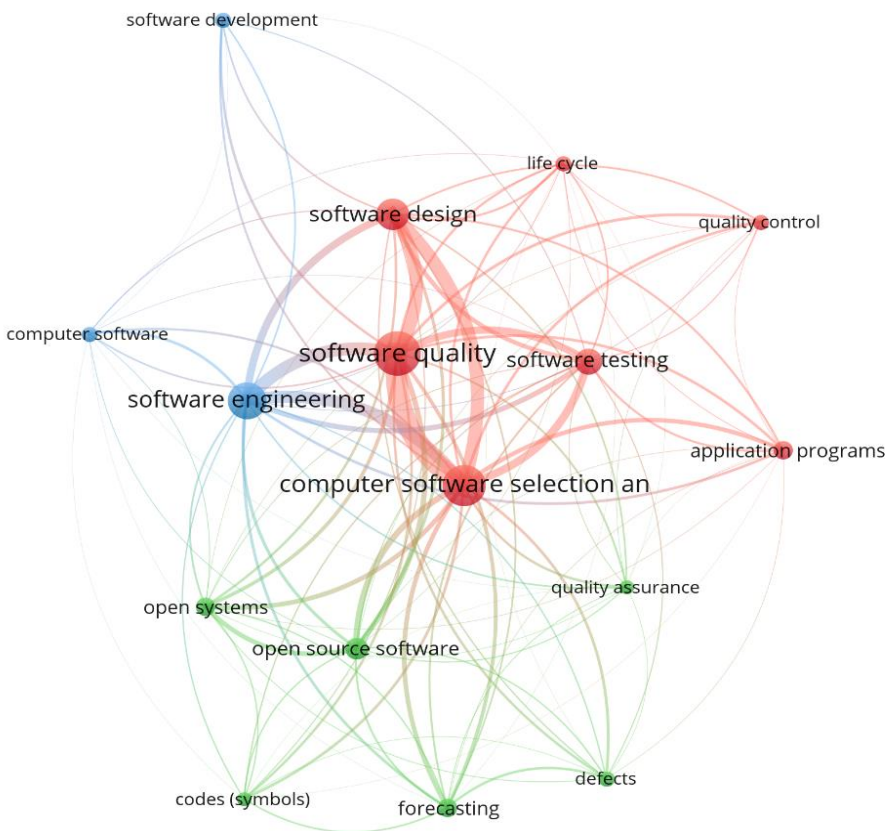 software development
life cycle
software design
quality control
computer software
software quality
software testing
software engineering
application programs
computer software selection an
quality assurance
open systems
open source software
defects
codes (symbols)
forecasting